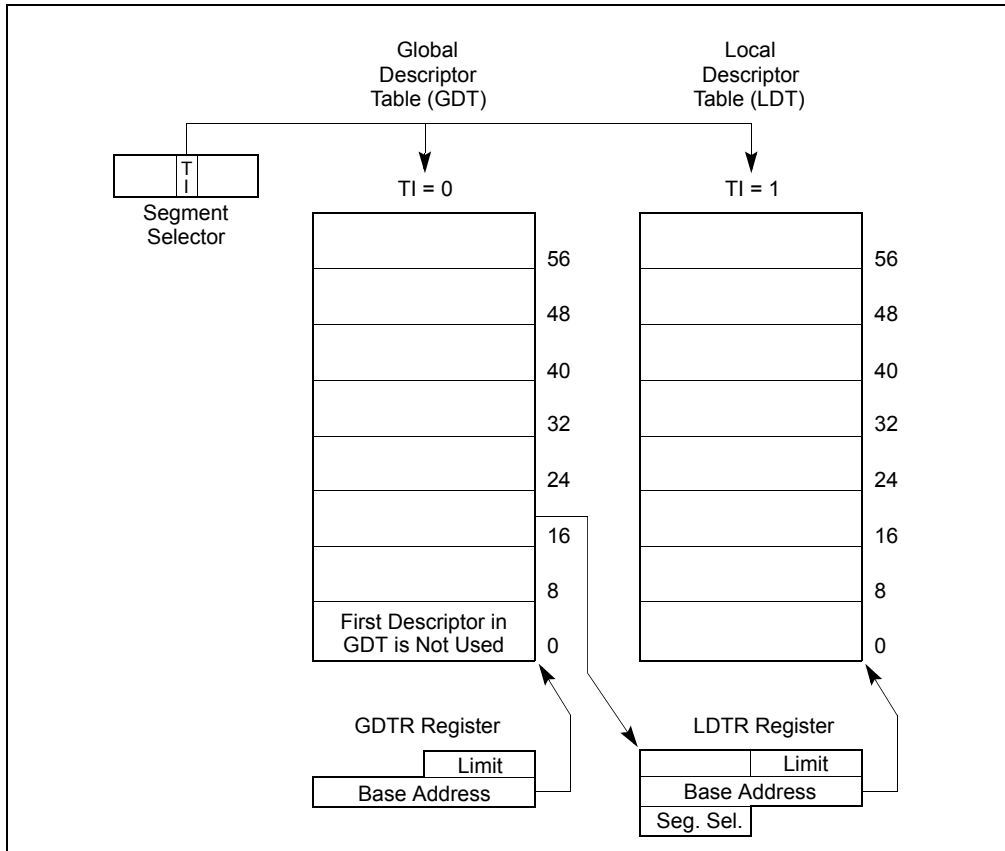 Global
Descriptor
Table (GDT)
Local
Descriptor
Table (LDT)
T
I
Segment
Selector
TI = 0
TI = 1
56
48
40
32
24
16
8
0
First Descriptor in
GDT is Not Used
56
48
40
32
24
16
8
0
GDTR Register
Limit
Base Address
LDTR Register
Limit
Base Address
Seg. Sel.